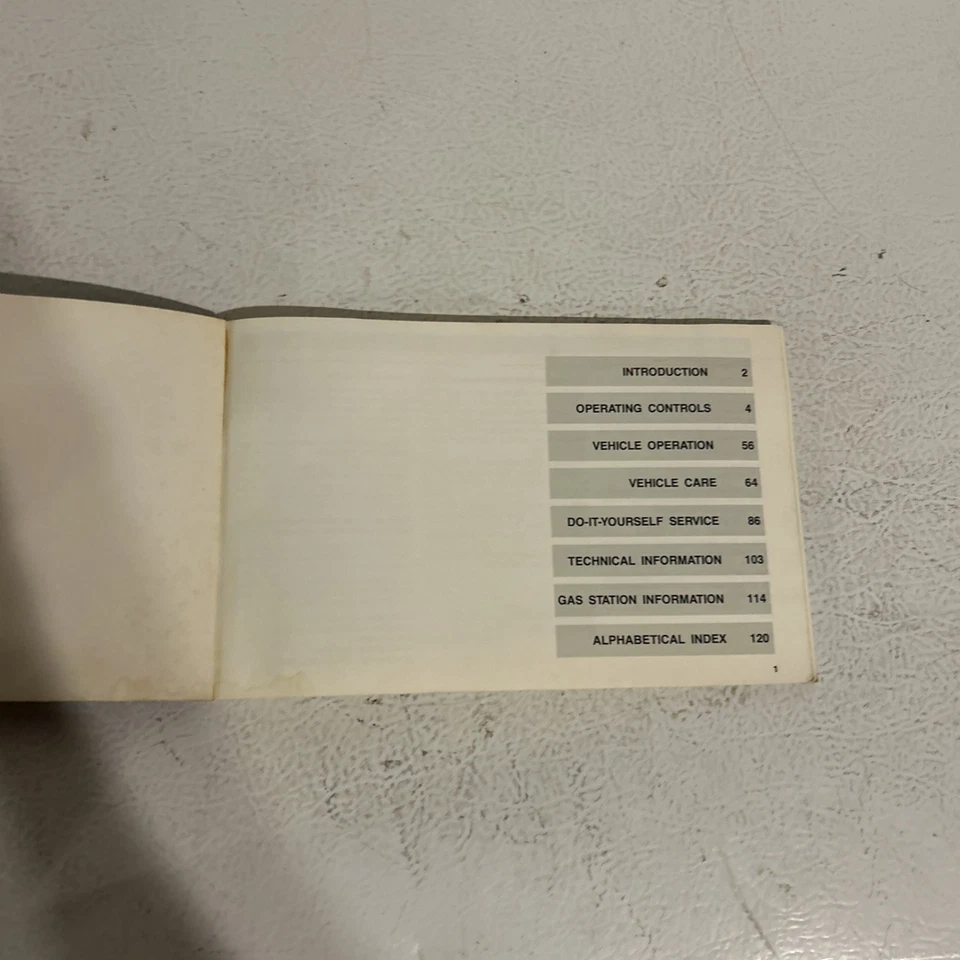 INTRODUCTION 2
OPERATING CONTROLS 4
VEHICLE OPERATION 56
VEHICLE CARE 64
DO-IT-YOURSELF SERVICE 86
TECHNICAL INFORMATION 103
GAS STATION INFORMATION 114
ALPHABETICAL INDEX 120
1